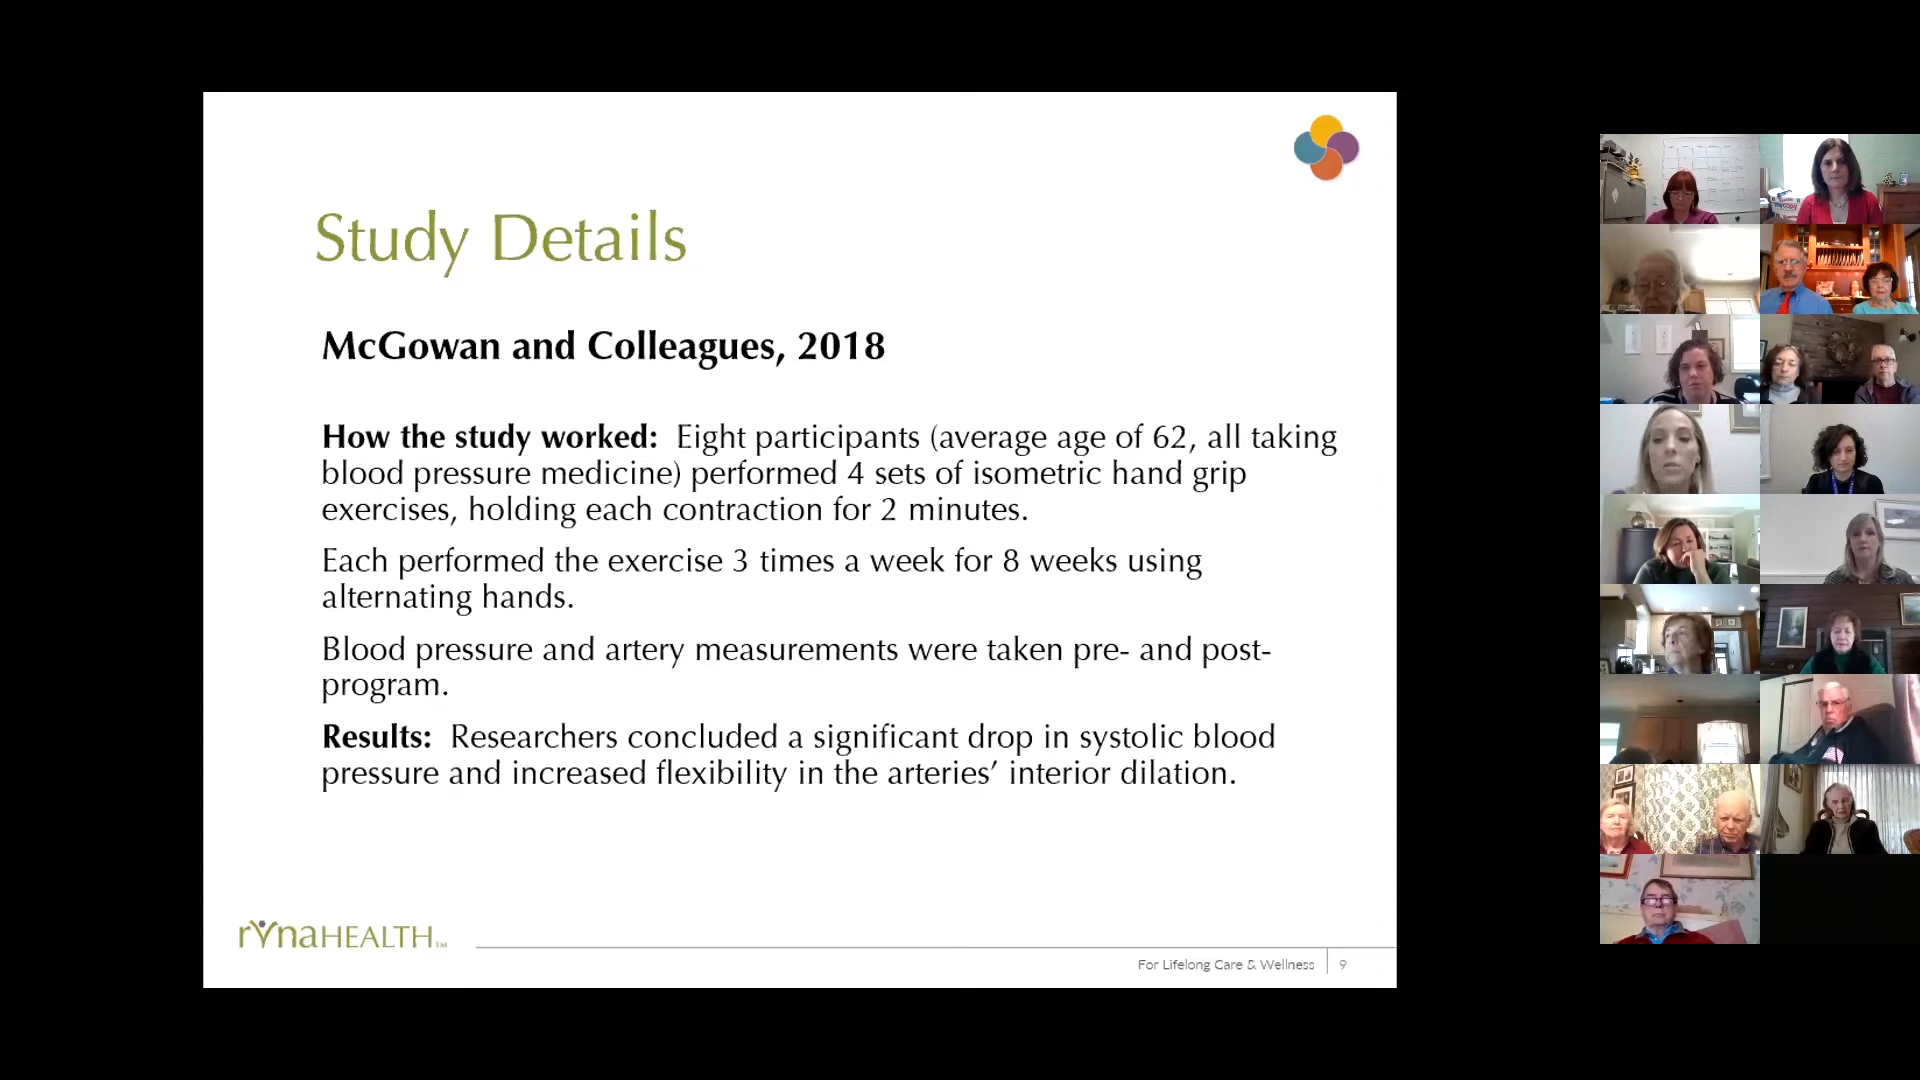 Study Details
McGowan and Colleagues, 2018
How the study worked: Eight participants (average age of 62, all taking
blood pressure medicine) performed 4 sets of isometric hand grip
exercises, holding each contraction for 2 minutes.
Each performed the exercise 3 times a week for 8 weeks using
alternating hands.
Blood pressure and artery measurements were taken pre- and post-
program.
Results: Researchers concluded a significant drop in systolic blood
pressure and increased flexibility in the arteries’ interior dilation.
rynaHEALTH™
For Lifelong Care & Wellness 9